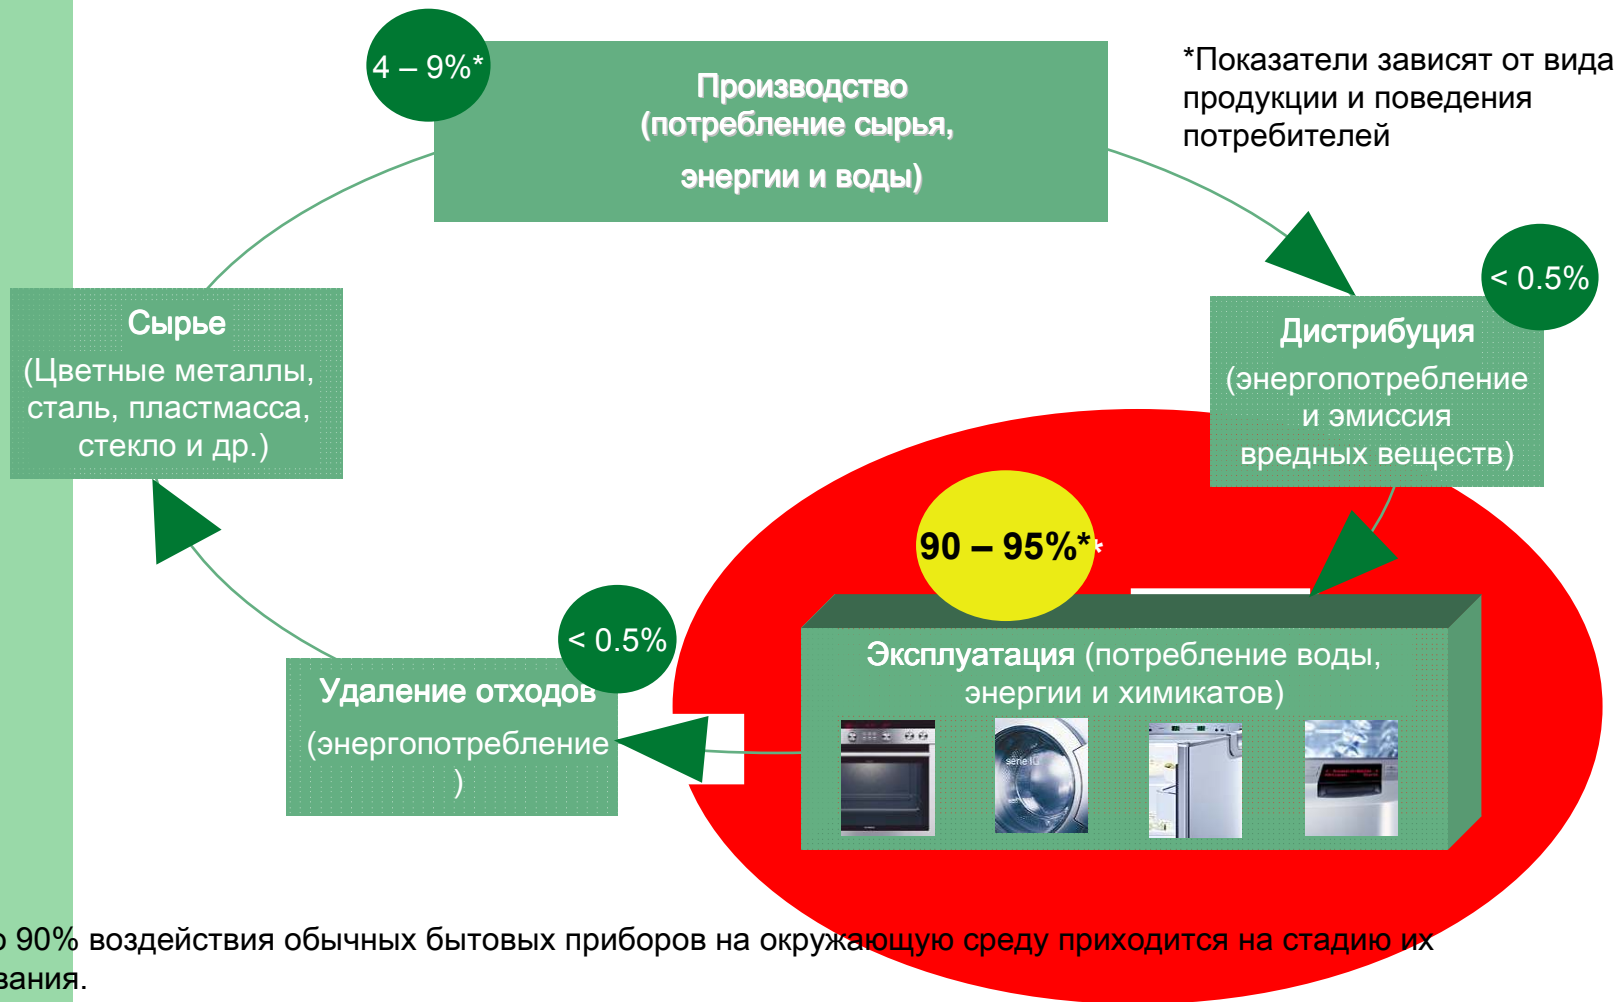 4 – 9%*
Производство
(потребление сырья,
энергии и воды)
*Показатели зависят от вида
продукции и поведения
потребителей
< 0.5%
Дистрибуция
(энергопотребление
и эмиссия
вредных веществ)
Сырье
(Цветные металлы,
сталь, пластмасса,
стекло и др.)
90 – 95%**
Эксплуатация (потребление воды,
энергии и химикатов)
serie IQ
< 0.5%
Удаление отходов
(энергопотребление
)
о 90% воздействия обычных бытовых приборов на окружающую среду приходится на стадию их
вания.